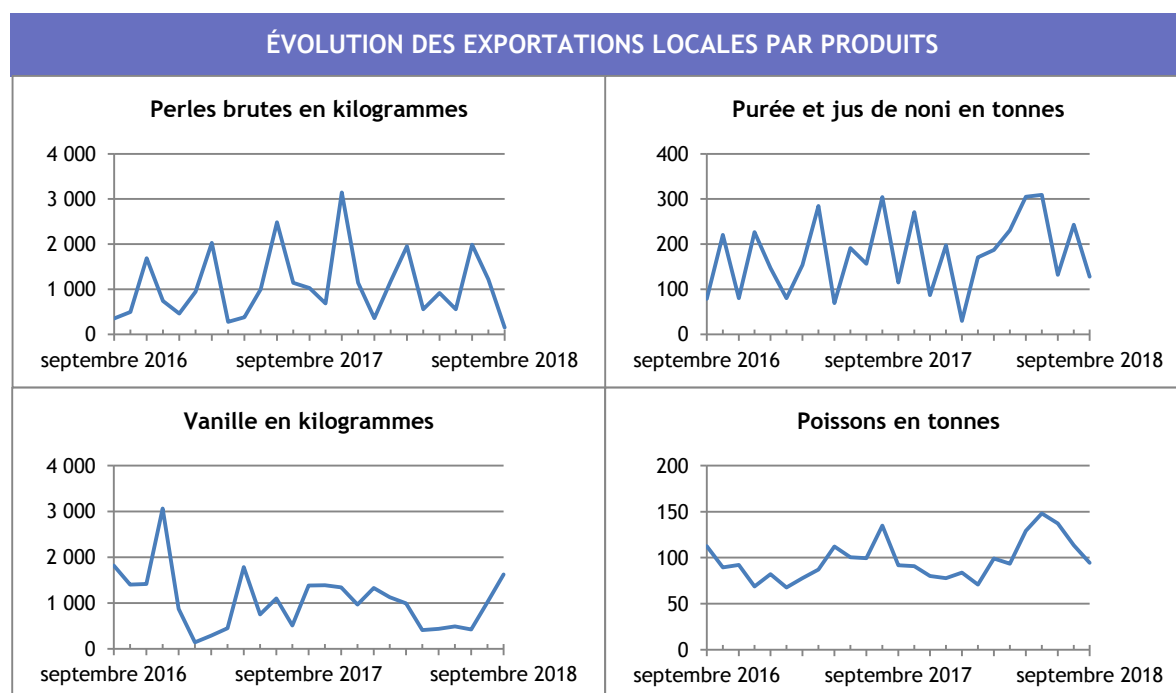 ÉVOLUTION DES EXPORTATIONS LOCALES PAR PRODUITS
Perles brutes en kilogrammes
4 000
3 000
2 000
1 000
0
septembre 2016 septembre 2017 septembre 2018
Purée et jus de noni en tonnes
400
300
200
100
0
septembre 2016 septembre 2017 septembre 2018
Vanille en kilogrammes
4 000
3 000
2 000
1 000
0
septembre 2016 septembre 2017 septembre 2018
Poissons en tonnes
200
150
100
50
0
septembre 2016 septembre 2017 septembre 2018